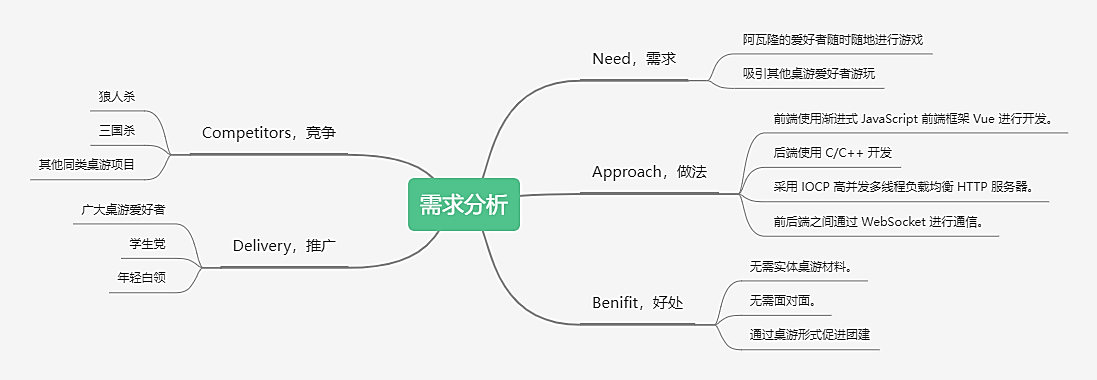 需求分析
Need，需求
阿瓦隆的爱好者随时随地进行游戏
吸引其他桌游爱好者游玩
Approach，做法
前端使用渐进式 JavaScript 前端框架 Vue 进行开发。
后端使用 C/C++ 开发
采用 IOCP 高并发多线程负载均衡 HTTP 服务器。
前后端之间通过 WebSocket 进行通信。
Benifit，好处
无需实体桌游材料。
无需面对面。
通过桌游形式促进团建
Competitors，竞争
狼人杀
三国杀
其他同类桌游项目
Delivery，推广
广大桌游爱好者
学生党
年轻白领